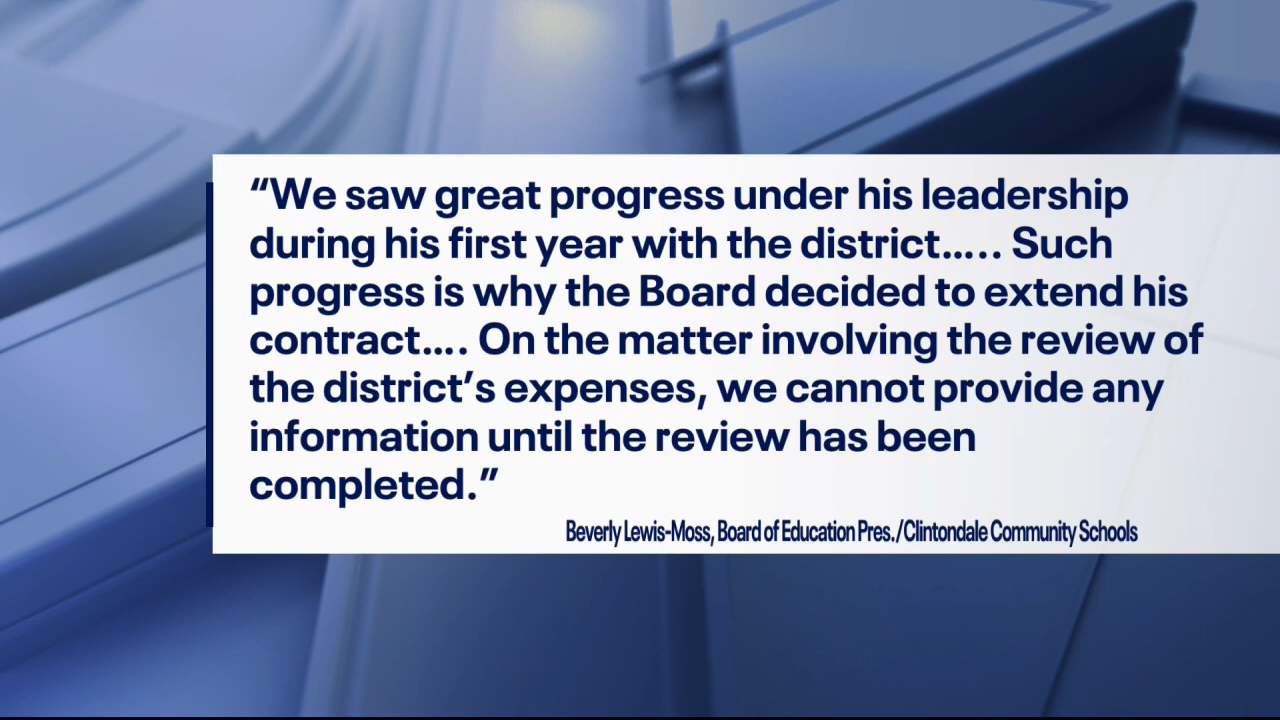 “We saw great progress under his leadership
during his first year with the district..... Such
progress is why the Board decided to extend his
contract.... On the matter involving the review of
the district’s expenses, we cannot provide any
information until the review has been
completed.”
Beverly Lewis-Moss, Board of Education Pres./Clintondale Community Schools